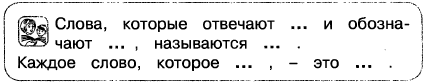 Слова, которые отвечают ... и обозна-
чают ... , называются ... .
Каждое слово, которое ... , – это ... .